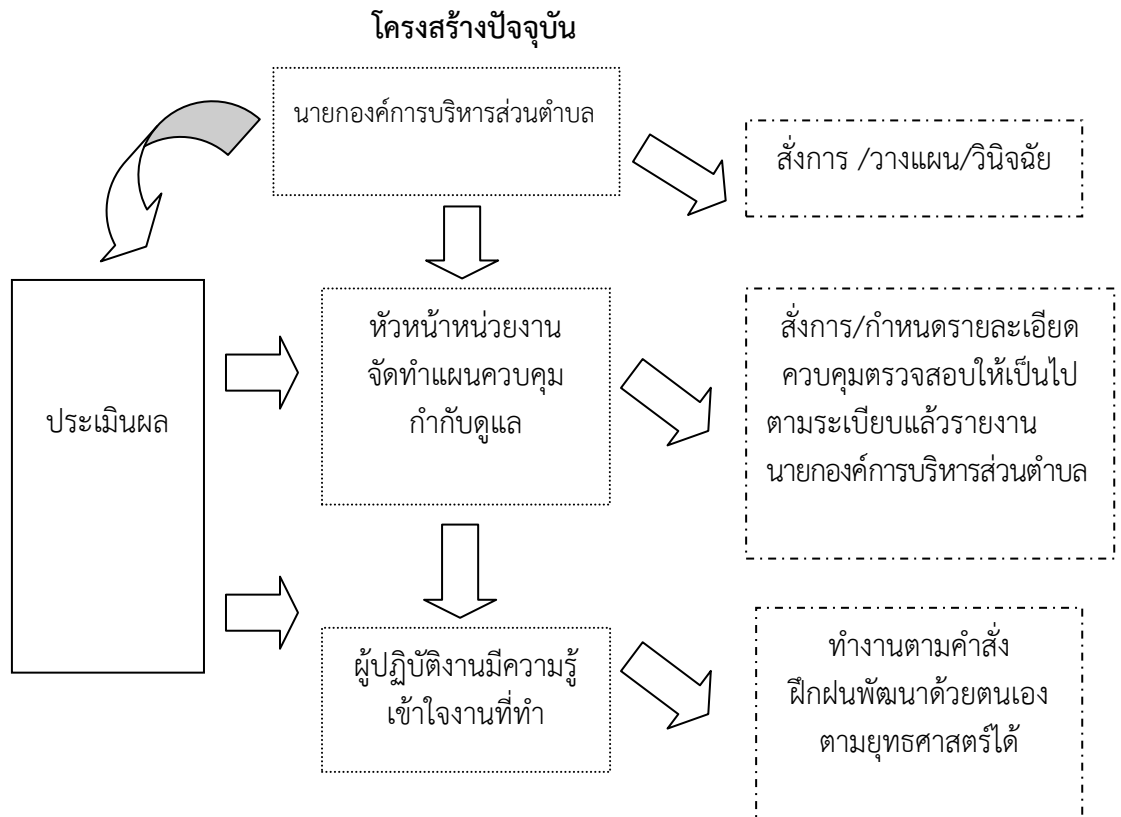 โครงสร้างปัจจุบัน
นายกองค์การบริหารส่วนตำบล
สั่งการ /วางแผน/วินิจฉัย
ประเมินผล
หัวหน้าหน่วยงาน
จัดทำแผนควบคุม
กำกับดูแล
สั่งการ/กำหนดรายละเอียด
ควบคุมตรวจสอบให้เป็นไป
ตามระเบียบแล้วรายงาน
นายกองค์การบริหารส่วนตำบล
ผู้ปฏิบัติงานมีความรู้
เข้าใจงานที่ทำ
ทำงานตามคำสั่ง
ฝึกฝนพัฒนาด้วยตนเอง
ตามยุทธศาสตร์ได้